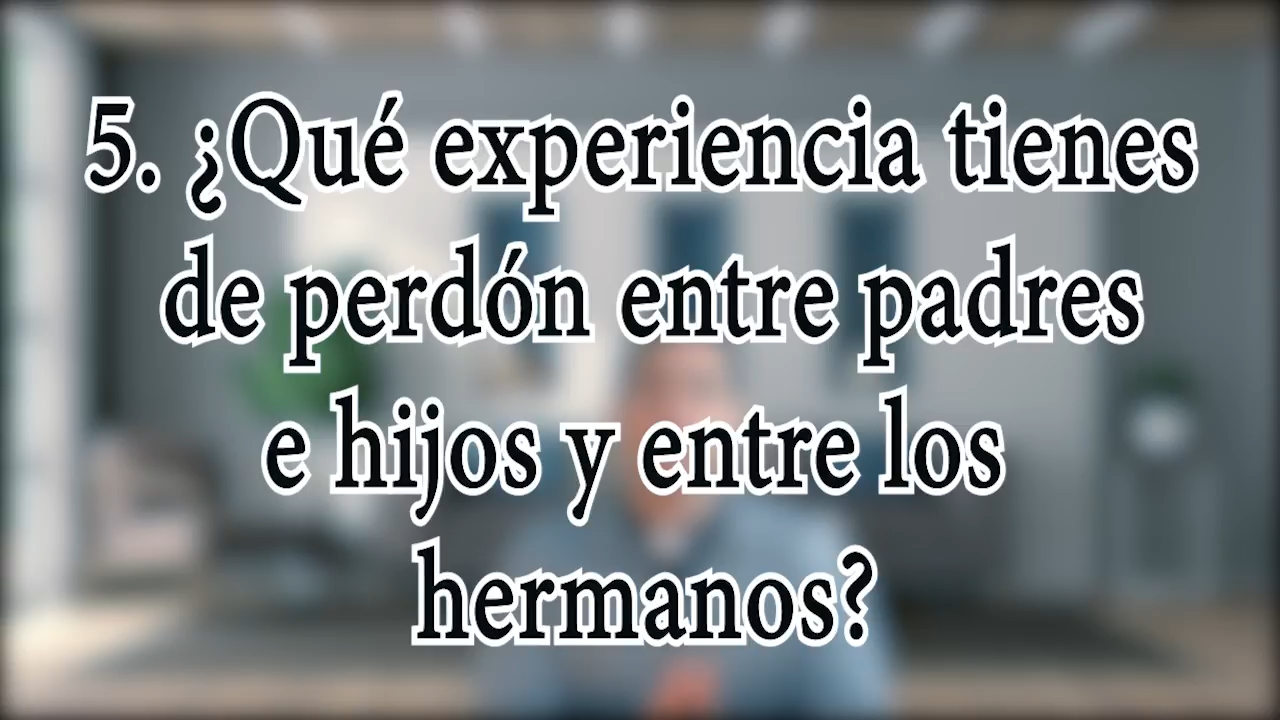 5. ¿Qué experiencia tienes
de perdón entre padres
e hijos y entre los
hermanos?